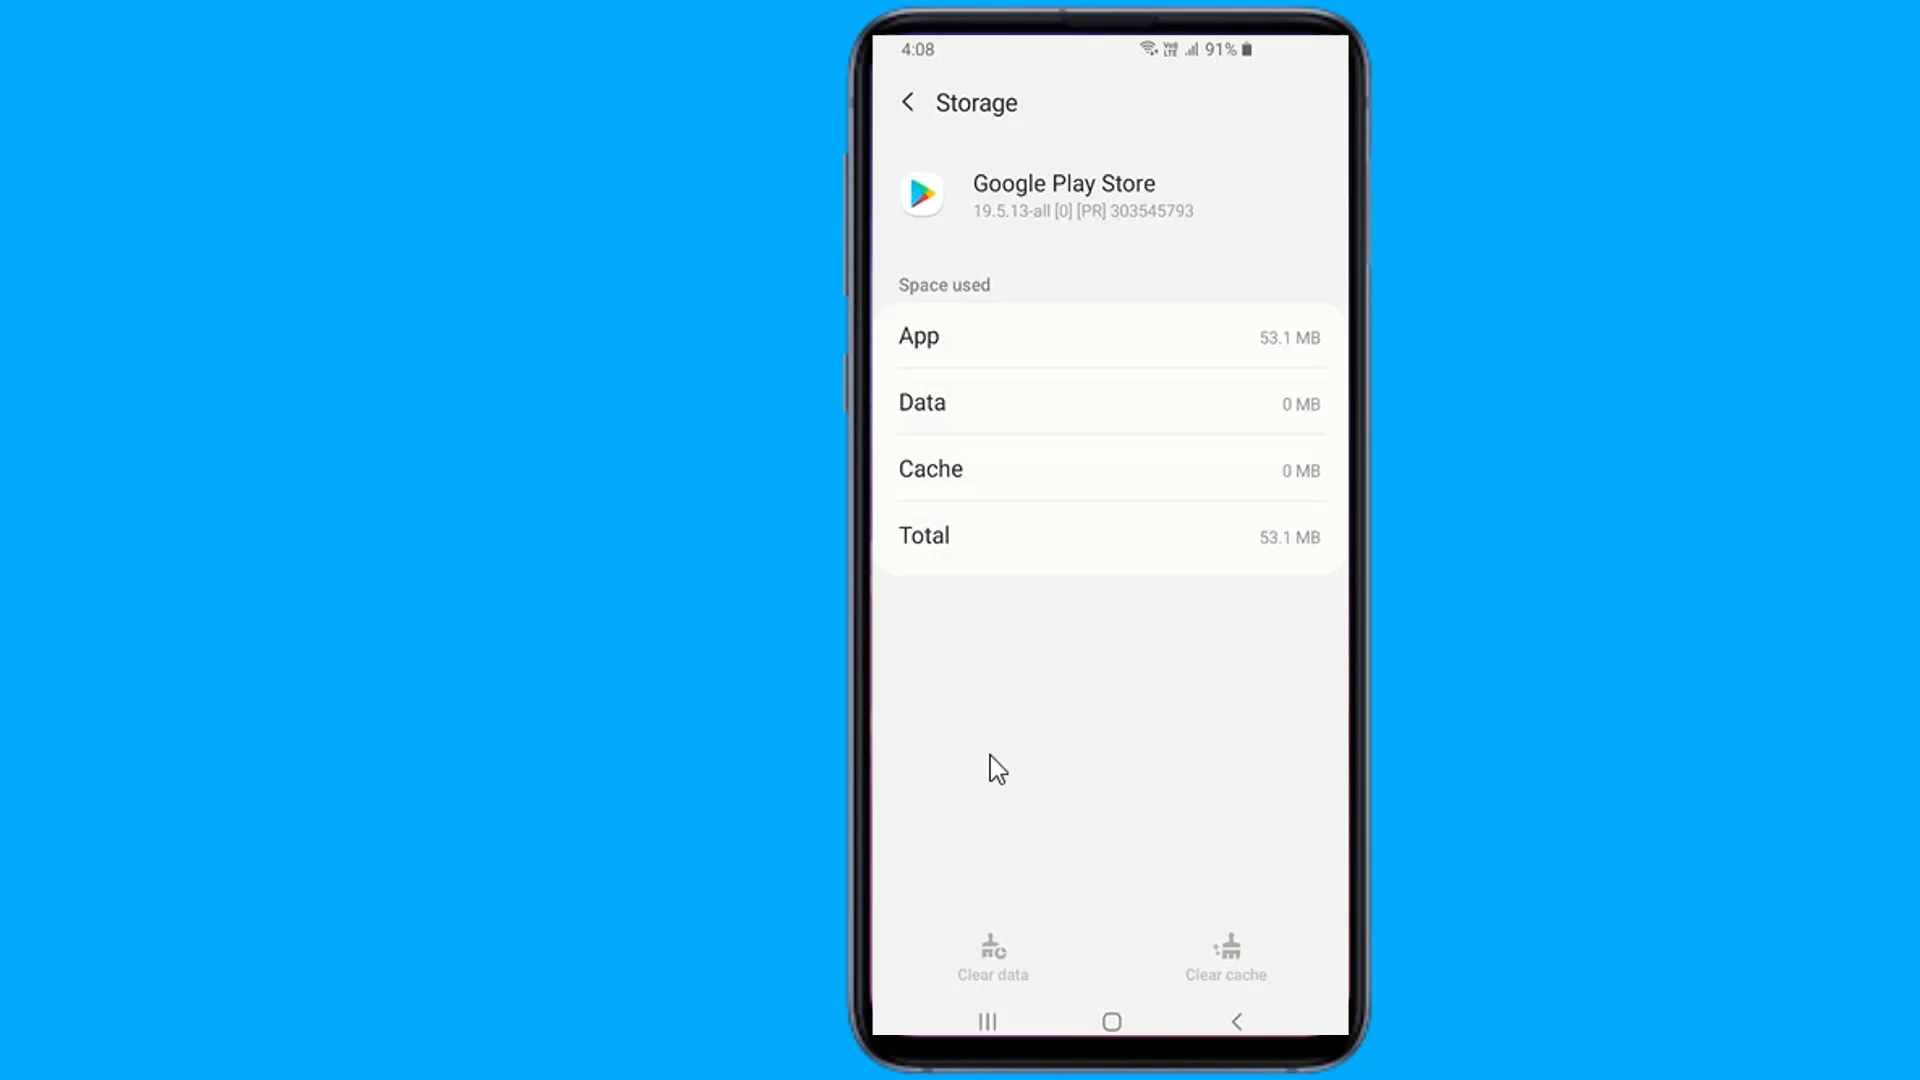 4:08 91%
Storage
Google Play Store
19.5.13-all [0] [PR] 303545793
Space used
App 53.1 MB
Data 0 MB
Cache 0 MB
Total 53.1 MB
Clear data Clear cache